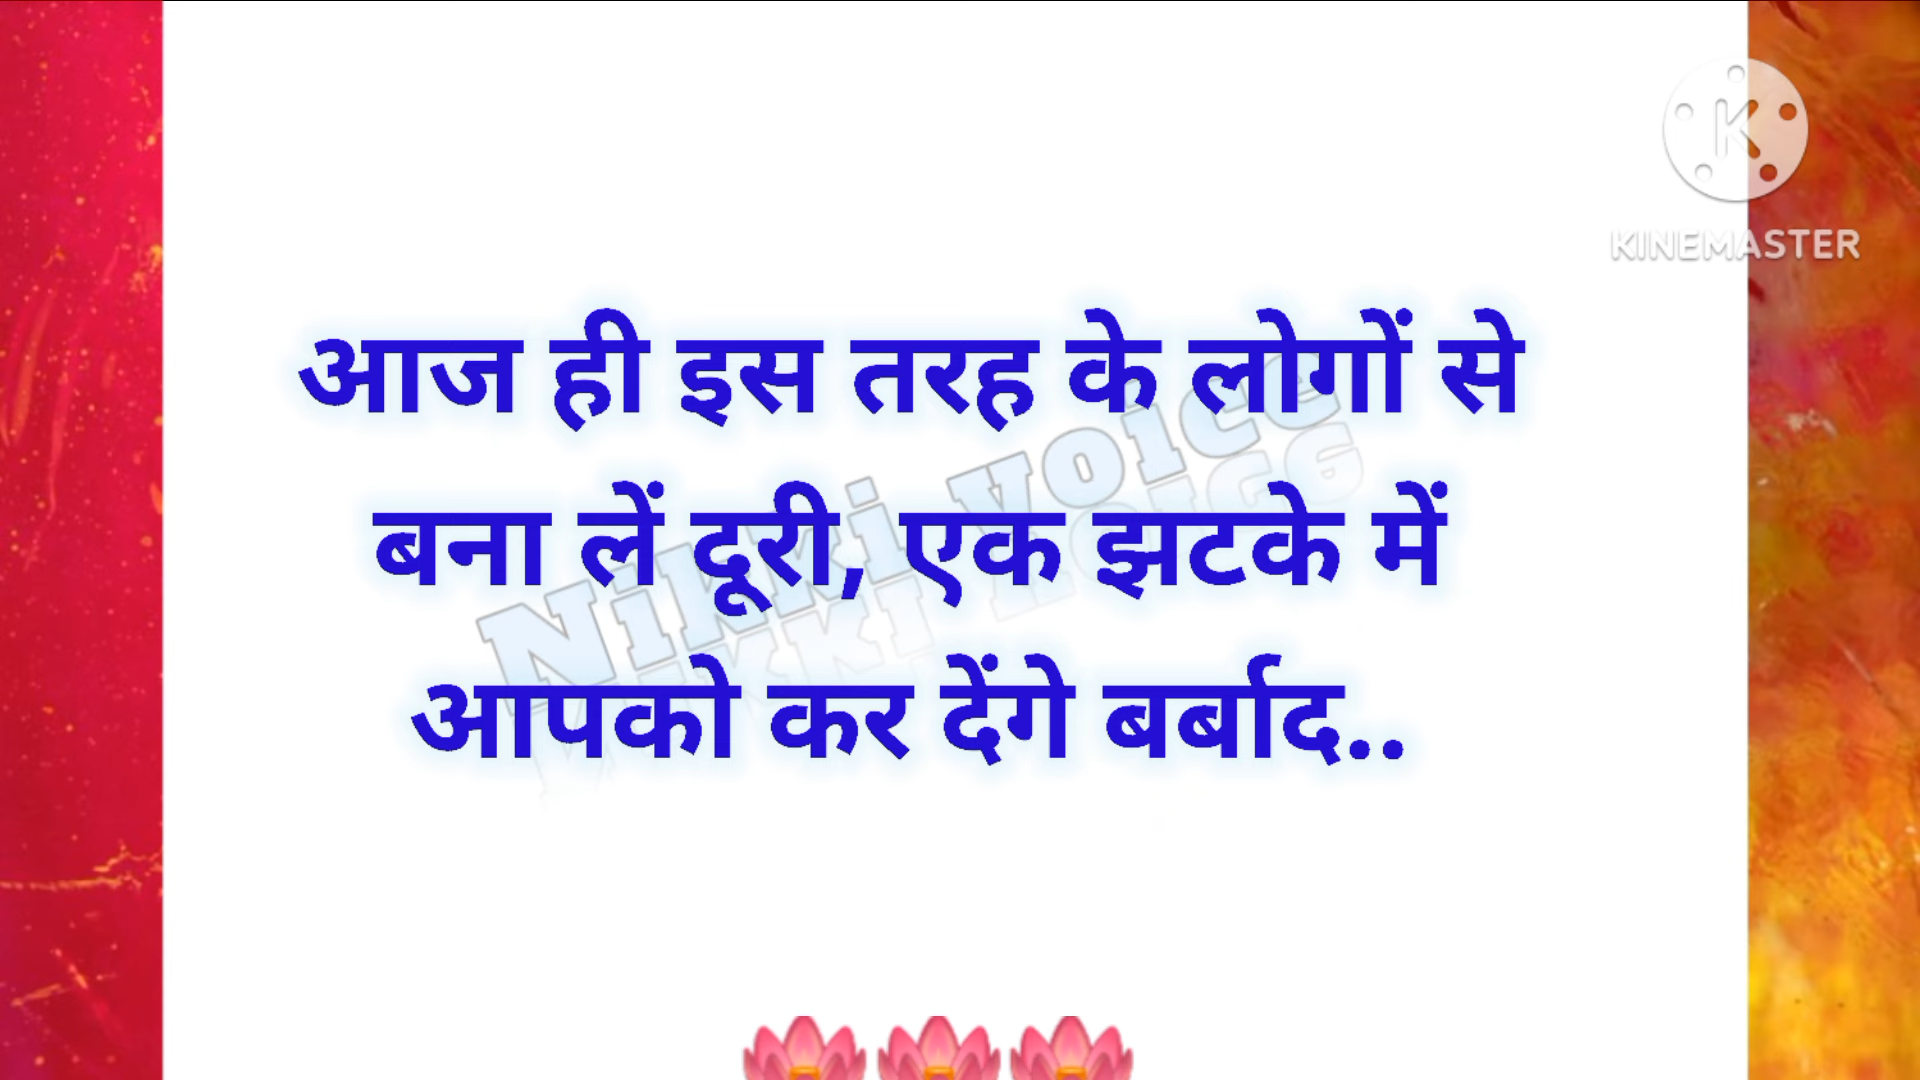 KINEMASTER
आज ही इस तरह के लोगों से
बना लें दूरी, एक झटके में
आपको कर देंगे बर्बाद..
Nikki Voice